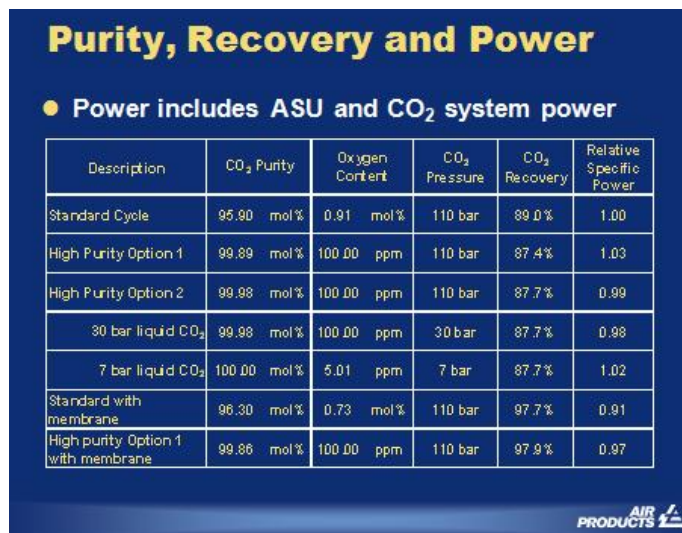 Purity, Recovery and Power
Power includes ASU and CO₂ system power
Description CO₂ Purity Oxygen Content CO₂ Pressure CO₂ Recovery Relative Specific Power
Standard Cycle 95.90 mol% 0.91 mol% 110 bar 89.0% 1.00
High Purity Option 1 99.89 mol% 100.00 ppm 110 bar 87.4% 1.03
High Purity Option 2 99.98 mol% 100.00 ppm 110 bar 87.7% 0.99
30 bar liquid CO₂ 99.98 mol% 100.00 ppm 30 bar 87.7% 0.98
7 bar liquid CO₂ 100.00 mol% 5.01 ppm 7 bar 87.7% 1.02
Standard with membrane 96.30 mol% 0.73 mol% 110 bar 97.7% 0.91
High purity Option 1 with membrane 99.86 mol% 100.00 ppm 110 bar 97.9% 0.97
AIR
PRODUCTS